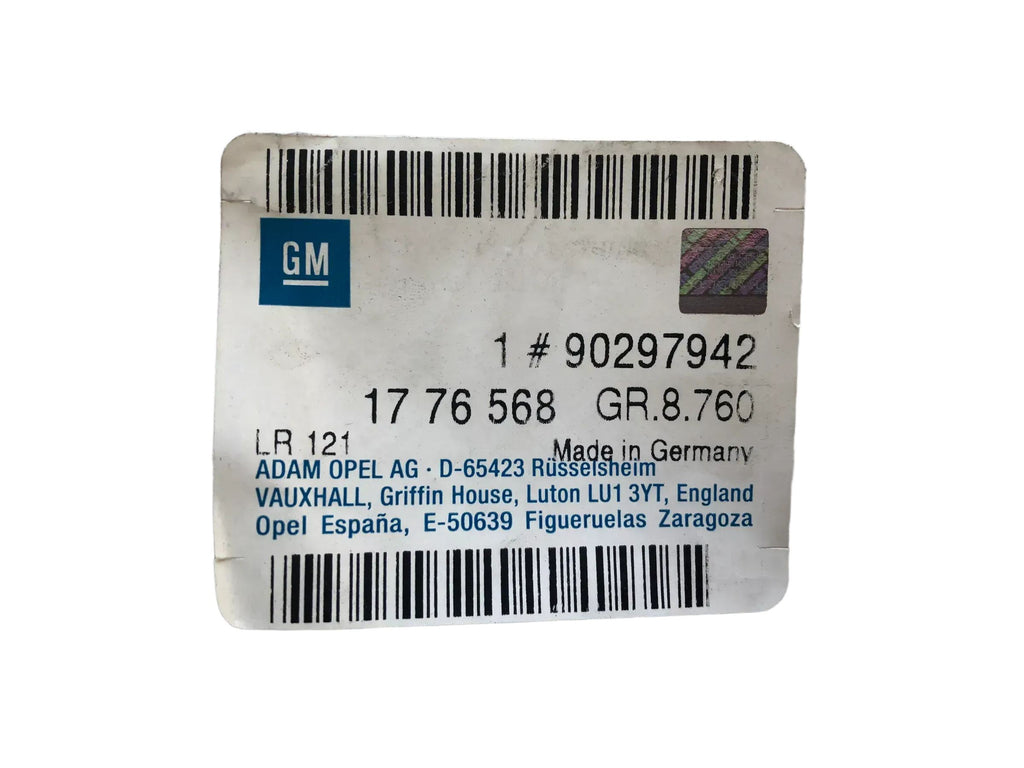 GM
1 # 90297942
17 76 568 GR.8.760
LR 121 Made in Germany
ADAM OPEL AG · D-65423 Rüsselsheim
VAUXHALL, Griffin House, Luton LU1 3YT, England
Opel España, E-50639 Figueruelas Zaragoza